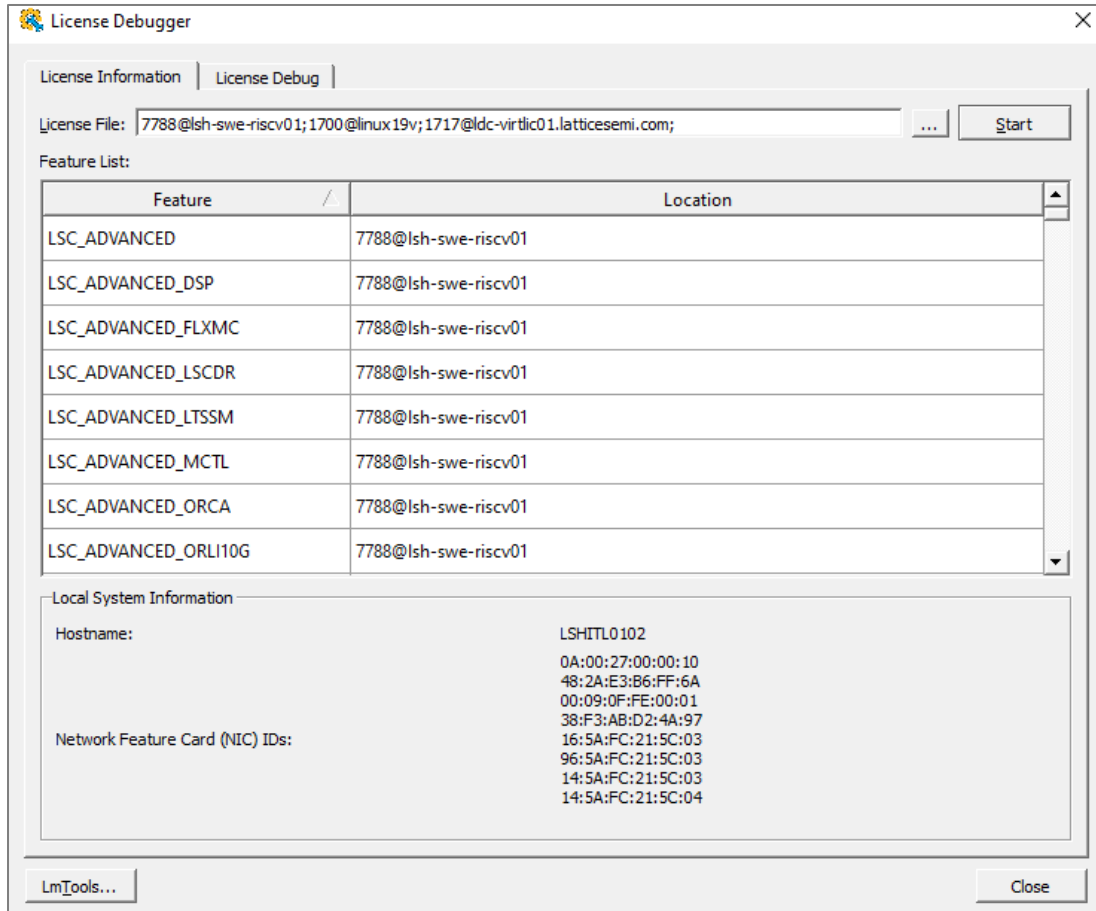 License Debugger
License Information License Debug
License File: 7788@lsh-swe-riscv01;1700@linux19v;1717@ldc-virtlic01.latticesemi.com; ... Start
Feature List:
Feature Location
LSC_ADVANCED 7788@lsh-swe-riscv01
LSC_ADVANCED_DSP 7788@lsh-swe-riscv01
LSC_ADVANCED_FLXMC 7788@lsh-swe-riscv01
LSC_ADVANCED_LSCDR 7788@lsh-swe-riscv01
LSC_ADVANCED_LTSSM 7788@lsh-swe-riscv01
LSC_ADVANCED_MCTL 7788@lsh-swe-riscv01
LSC_ADVANCED_ORCA 7788@lsh-swe-riscv01
LSC_ADVANCED_ORLI10G 7788@lsh-swe-riscv01
Local System Information
Hostname: LSHITL0102
0A:00:27:00:00:10
48:2A:E3:B6:FF:6A
00:09:0F:FE:00:01
38:F3:AB:D2:4A:97
Network Feature Card (NIC) IDs: 16:5A:FC:21:5C:03
96:5A:FC:21:5C:03
14:5A:FC:21:5C:03
14:5A:FC:21:5C:04
LmTools... Close